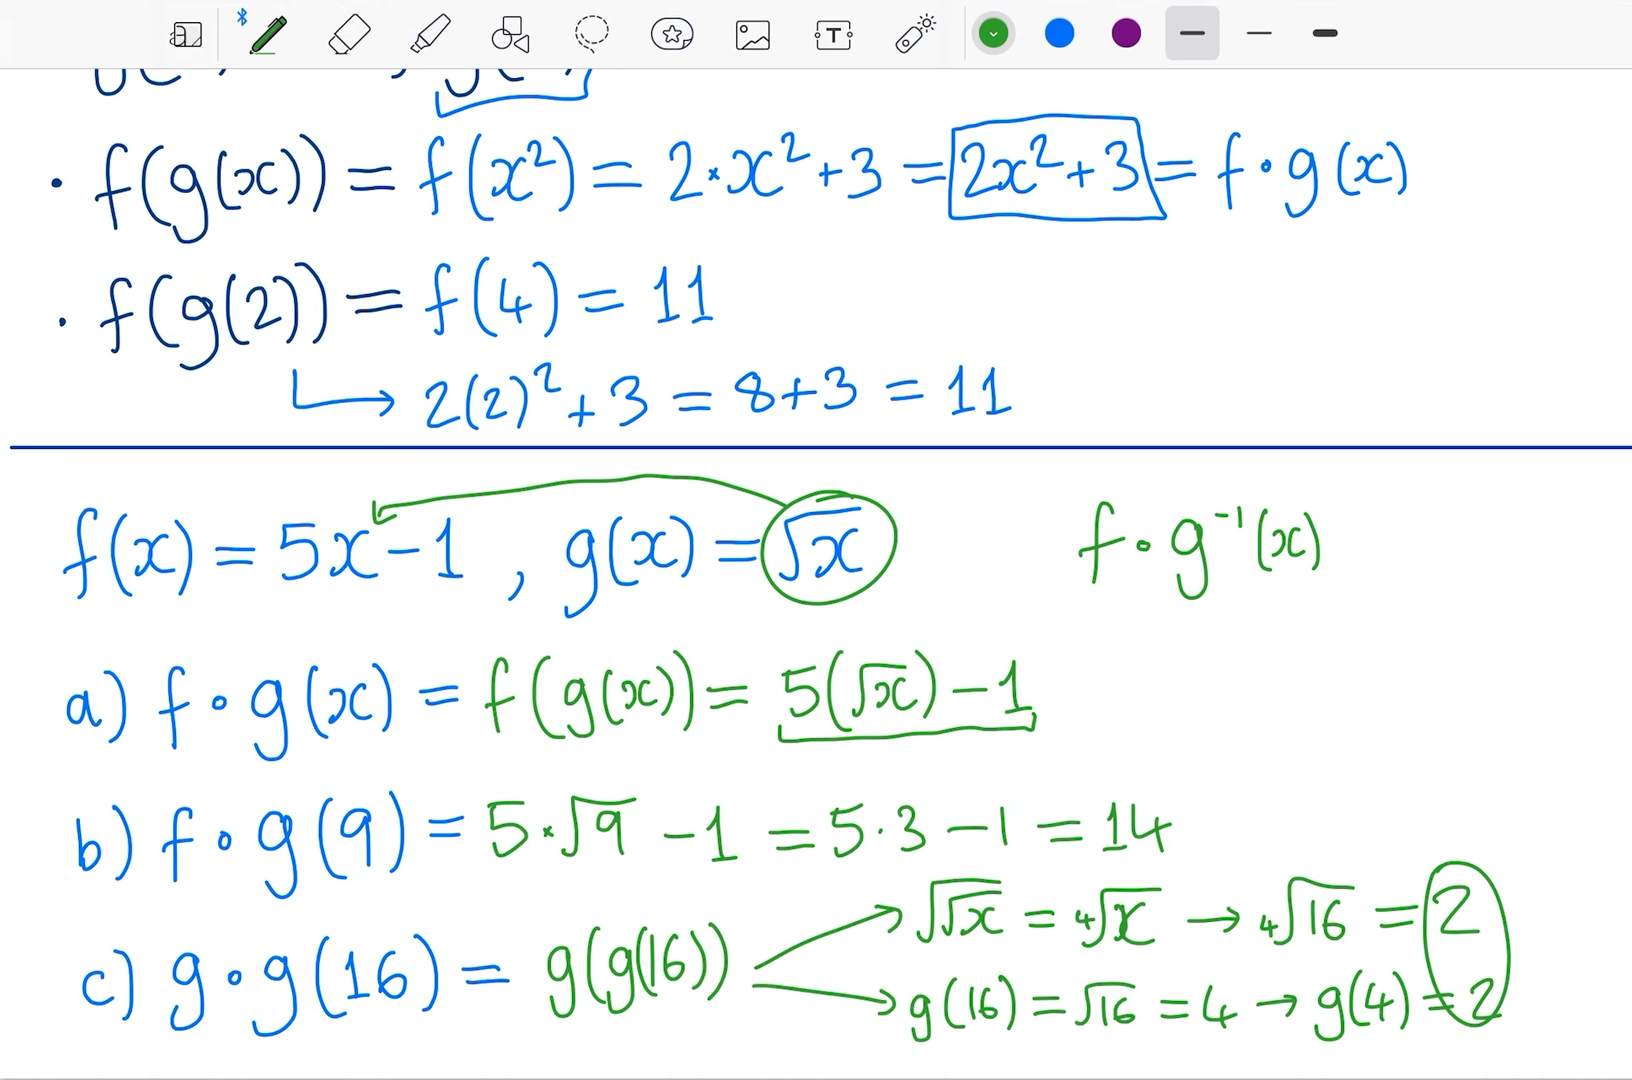 · f(g(x)) = f(x²) = 2·x²+3 = 2x²+3 = f∘g(x)
· f(g(2)) = f(4) = 11
→ 2(2)²+3 = 8+3 = 11
f(x) = 5x-1 , g(x) = √x f∘g⁻¹(x)
a) f∘g(x) = f(g(x)) = 5(√x)-1
b) f∘g(9) = 5·√9 -1 = 5·3-1 = 14
√√x = ⁴√x → ⁴√16 = 2
c) g∘g(16) = g(g(16))
g(16) = √16 = 4 → g(4) = 2